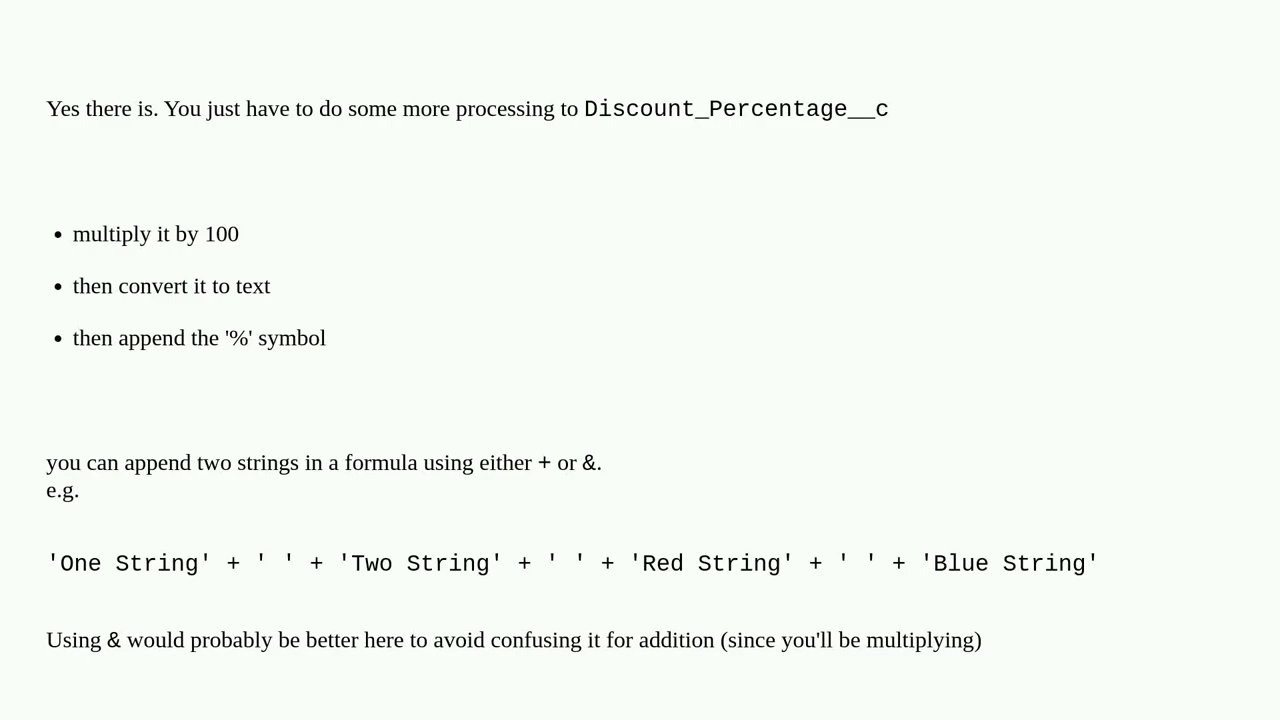 Yes there is. You just have to do some more processing to Discount_Percentage__c
• multiply it by 100
• then convert it to text
• then append the '%' symbol
you can append two strings in a formula using either + or &.
e.g.
'One String' + ' ' + 'Two String' + ' ' + 'Red String' + ' ' + 'Blue String'
Using & would probably be better here to avoid confusing it for addition (since you'll be multiplying)